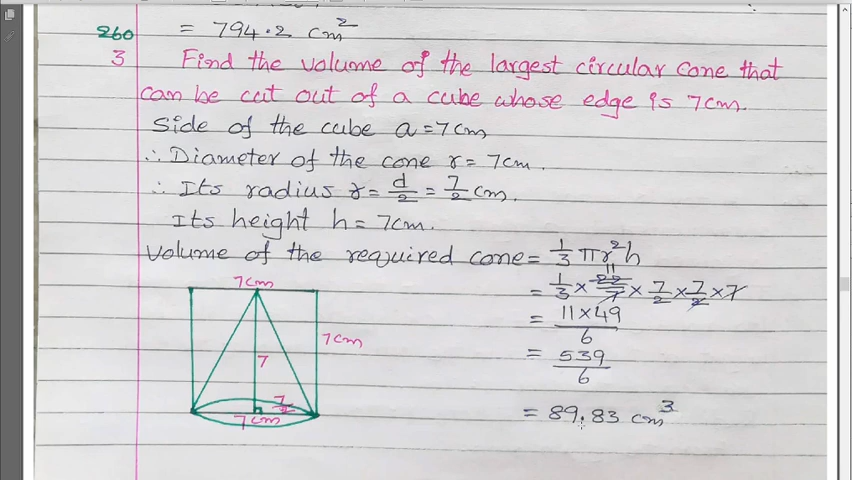 = 794.2 cm²
260
3 Find the volume of the largest circular cone that
can be cut out of a cube whose edge is 7cm.
Side of the cube a = 7cm
∴ Diameter of the cone r = 7cm.
∴ Its radius r = d/2 = 7/2 cm.
Its height h = 7cm.
Volume of the required cone = 1/3 πr²h
= 1/3 × 22/7 × 7/2 × 7/2 × 7
11
= 11 × 49 / 6
= 539 / 6
= 89.83 cm³
7cm
7cm
7
7/2
7cm